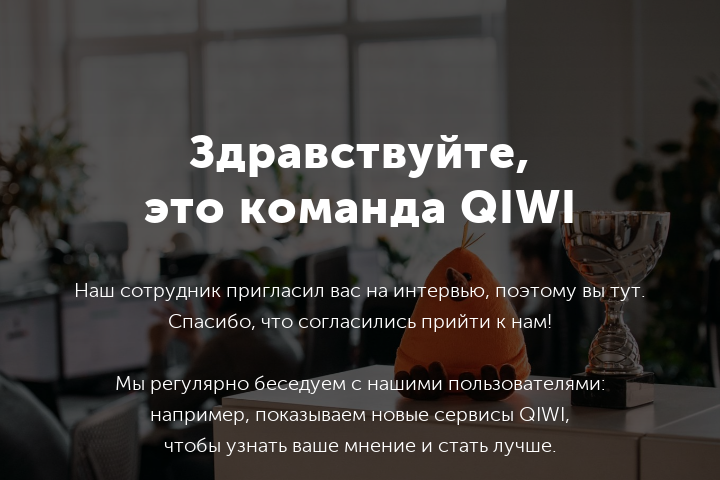 Здравствуйте,
это команда QIWI
Наш сотрудник пригласил вас на интервью, поэтому вы тут.
Спасибо, что согласились прийти к нам!
Мы регулярно беседуем с нашими пользователями:
например, показываем новые сервисы QIWI,
чтобы узнать ваше мнение и стать лучше.